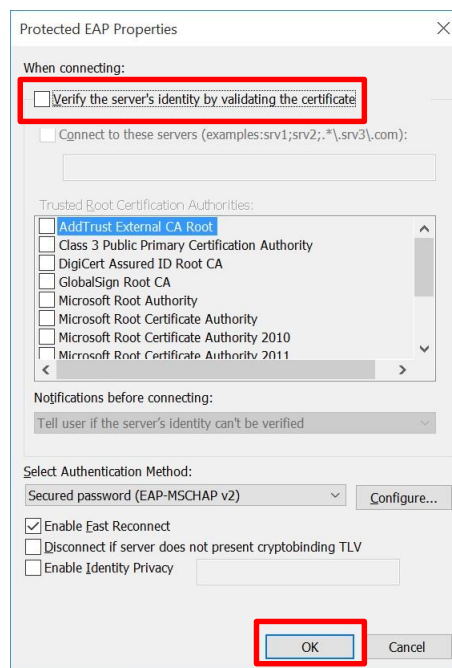 Protected EAP Properties
When connecting:
Verify the server's identity by validating the certificate
Connect to these servers (examples:srv1;srv2;.*\.srv3\.com):
Trusted Root Certification Authorities:
AddTrust External CA Root
Class 3 Public Primary Certification Authority
DigiCert Assured ID Root CA
GlobalSign Root CA
Microsoft Root Authority
Microsoft Root Certificate Authority
Microsoft Root Certificate Authority 2010
Microsoft Root Certificate Authority 2011
Notifications before connecting:
Tell user if the server's identity can't be verified
Select Authentication Method:
Secured password (EAP-MSCHAP v2)
Configure...
Enable Fast Reconnect
Disconnect if server does not present cryptobinding TLV
Enable Identity Privacy
OK
Cancel